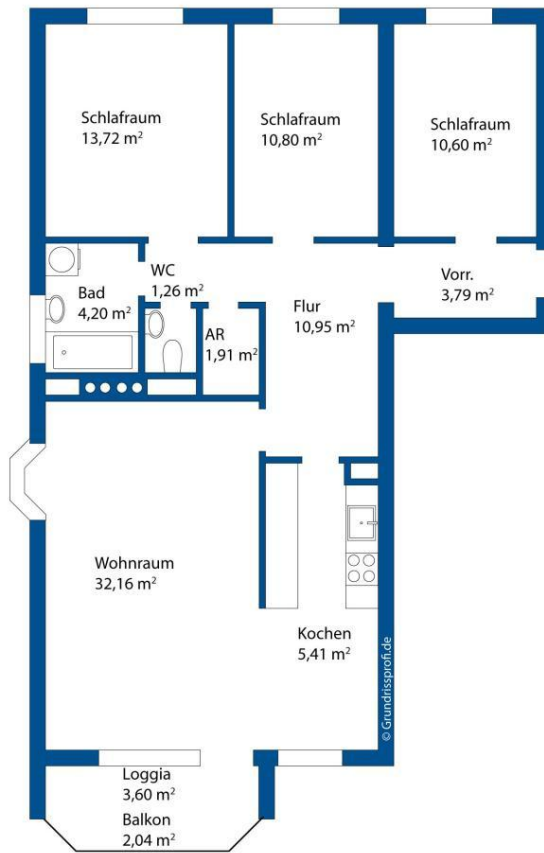 Schlafraum
13,72 m²
Schlafraum
10,80 m²
Schlafraum
10,60 m²
WC
1,26 m²
Bad
4,20 m²
AR
1,91 m²
Flur
10,95 m²
Vorr.
3,79 m²
Wohnraum
32,16 m²
Kochen
5,41 m²
© Grundrissprofi.de
Loggia
3,60 m²
Balkon
2,04 m²